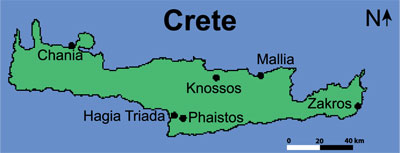 Crete
N
Chania
Mallia
Knossos
Zakros
Hagia Triada
Phaistos
0 20 40 km